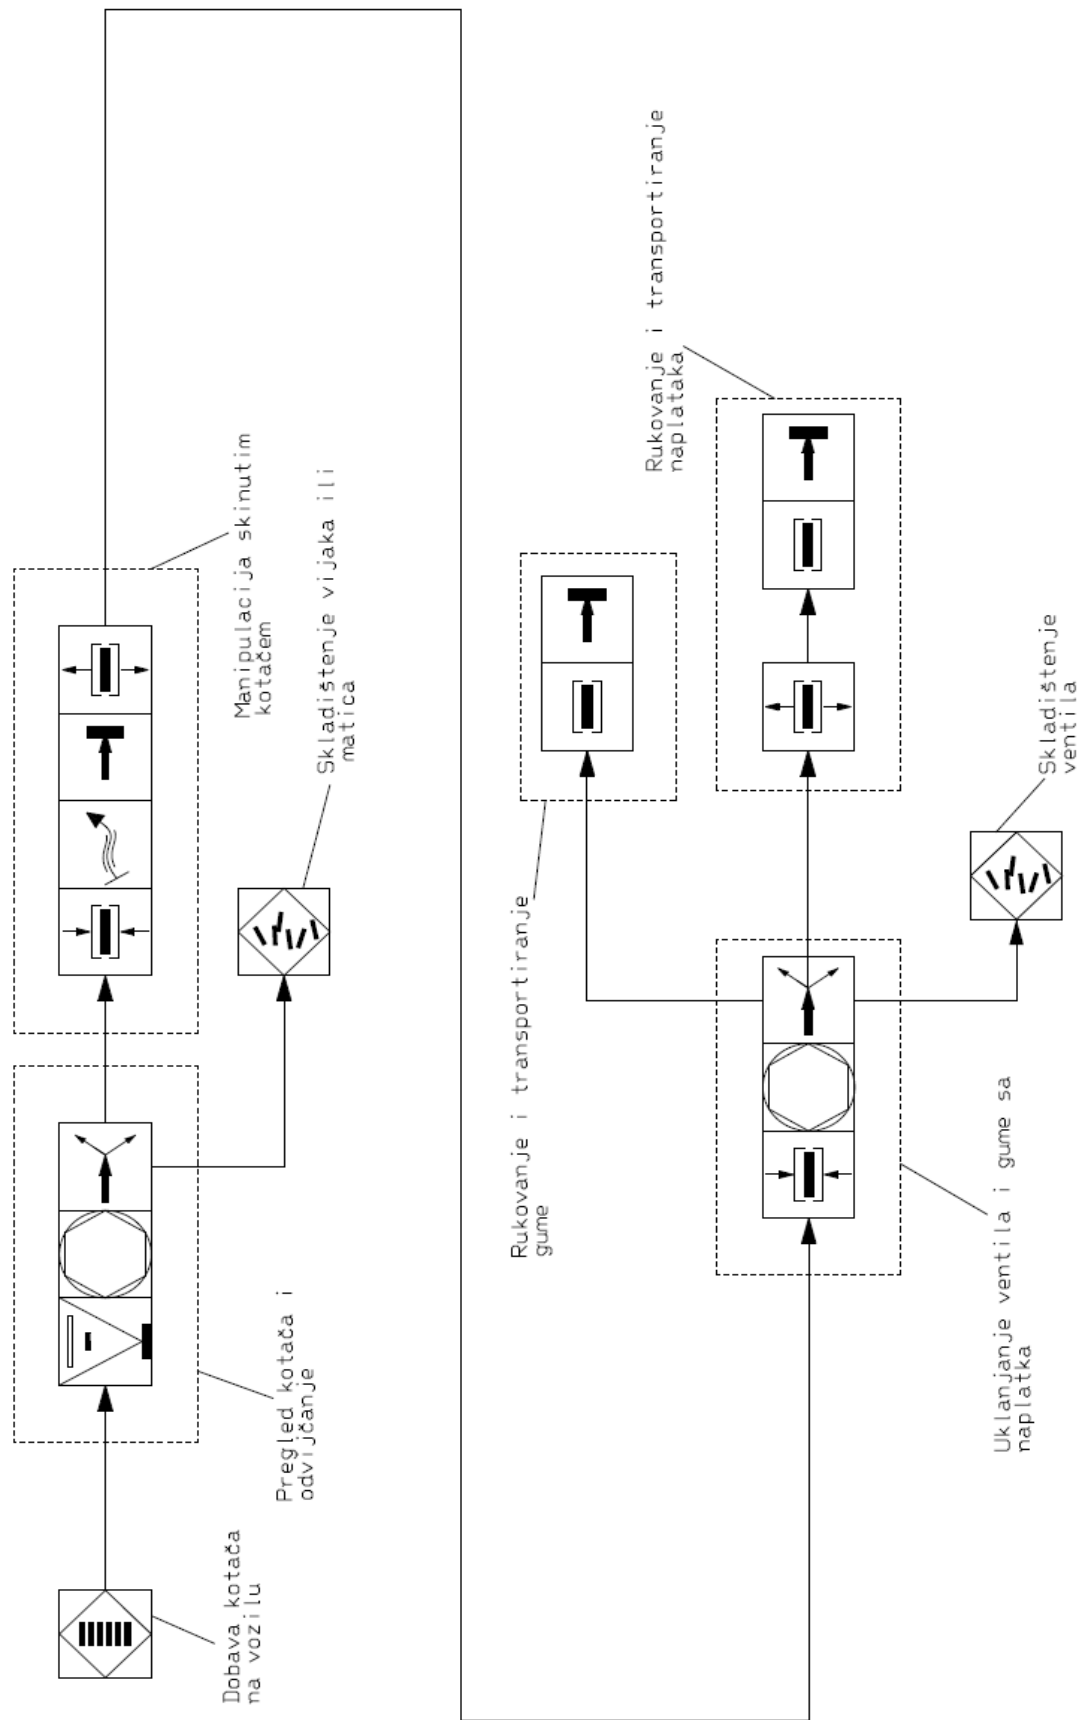 Dobava kotača
na vozilu
Pregled kotača i
odvijčanje
Manipulacija skinutim
kotačem
Skladištenje vijaka ili
matica
Rukovanje i transportiranje
gume
Rukovanje i transportiranje
naplataka
Uklanjanje ventila i gume sa
naplatka
Skladištenje
ventila